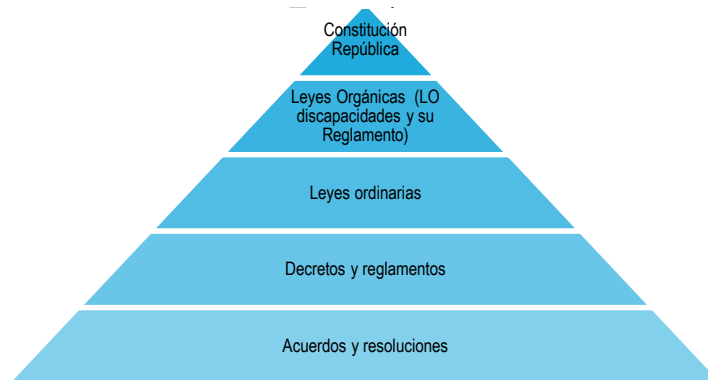 Constitución
República
Leyes Orgánicas (LO
discapacidades y su
Reglamento)
Leyes ordinarias
Decretos y reglamentos
Acuerdos y resoluciones